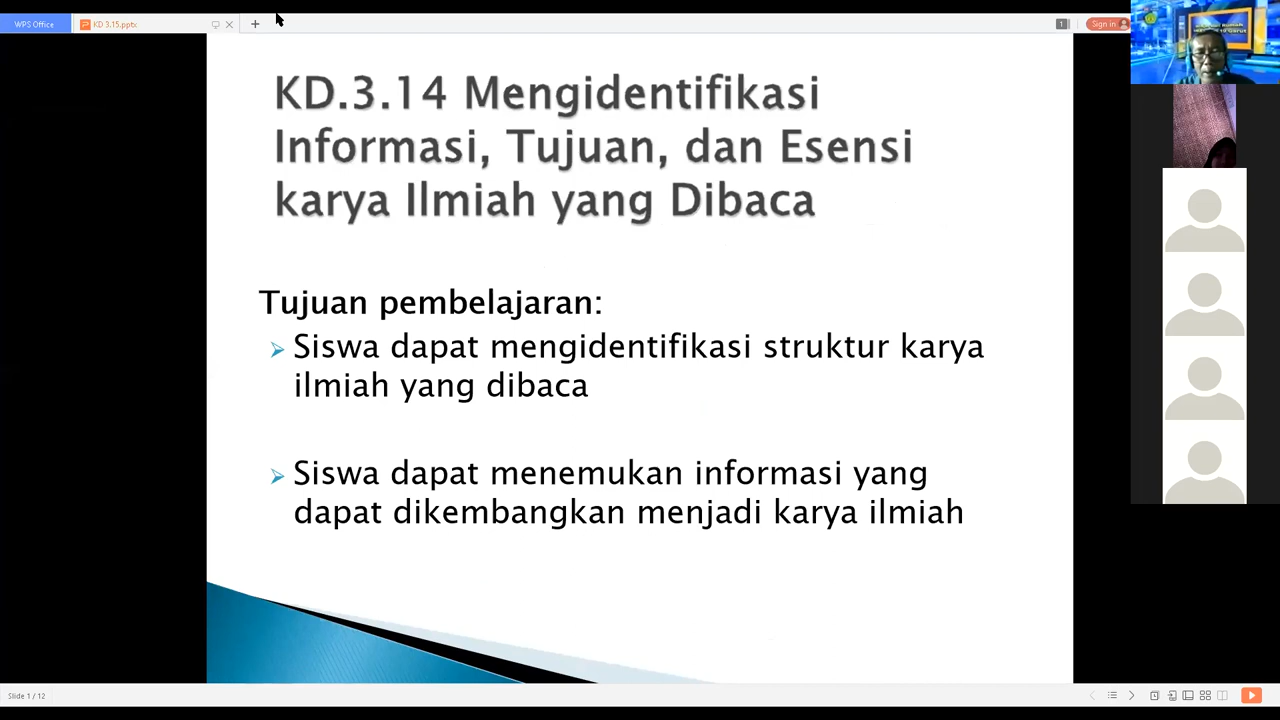 WPS Office
KD 3.15.pptx
1
Sign in
KD.3.14 Mengidentifikasi
Informasi, Tujuan, dan Esensi
karya Ilmiah yang Dibaca
Tujuan pembelajaran:
Siswa dapat mengidentifikasi struktur karya
ilmiah yang dibaca
Siswa dapat menemukan informasi yang
dapat dikembangkan menjadi karya ilmiah
Slide 1 / 12